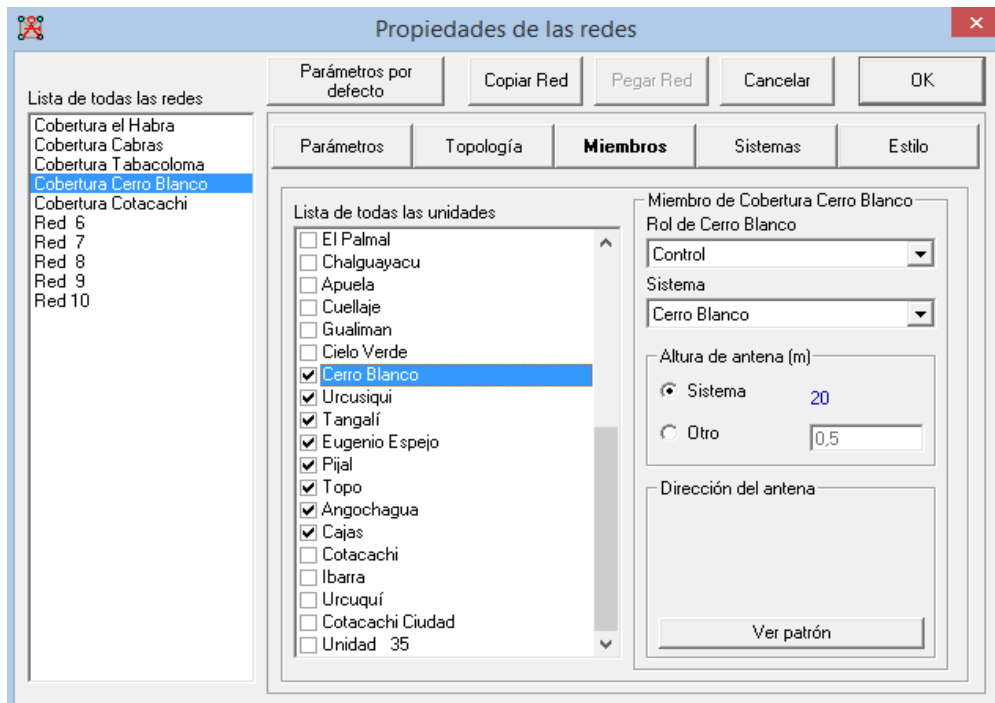 Propiedades de las redes
Parámetros por defecto
Copiar Red
Pegar Red
Cancelar
OK
Lista de todas las redes
Cobertura el Habra
Cobertura Cabras
Cobertura Tabacoloma
Cobertura Cerro Blanco
Cobertura Cotacachi
Red 6
Red 7
Red 8
Red 9
Red 10
Parámetros
Topología
Miembros
Sistemas
Estilo
Lista de todas las unidades
El Palmal
Chalguayacu
Apuela
Cuellaje
Gualiman
Cielo Verde
Cerro Blanco
Urcusiqui
Tangalí
Eugenio Espejo
Pijal
Topo
Angochagua
Cajas
Cotacachi
Ibarra
Urcuquí
Cotacachi Ciudad
Unidad 35
Miembro de Cobertura Cerro Blanco
Rol de Cerro Blanco
Control
Sistema
Cerro Blanco
Altura de antena (m)
Sistema 20
Otro 0,5
Dirección del antena
Ver patrón